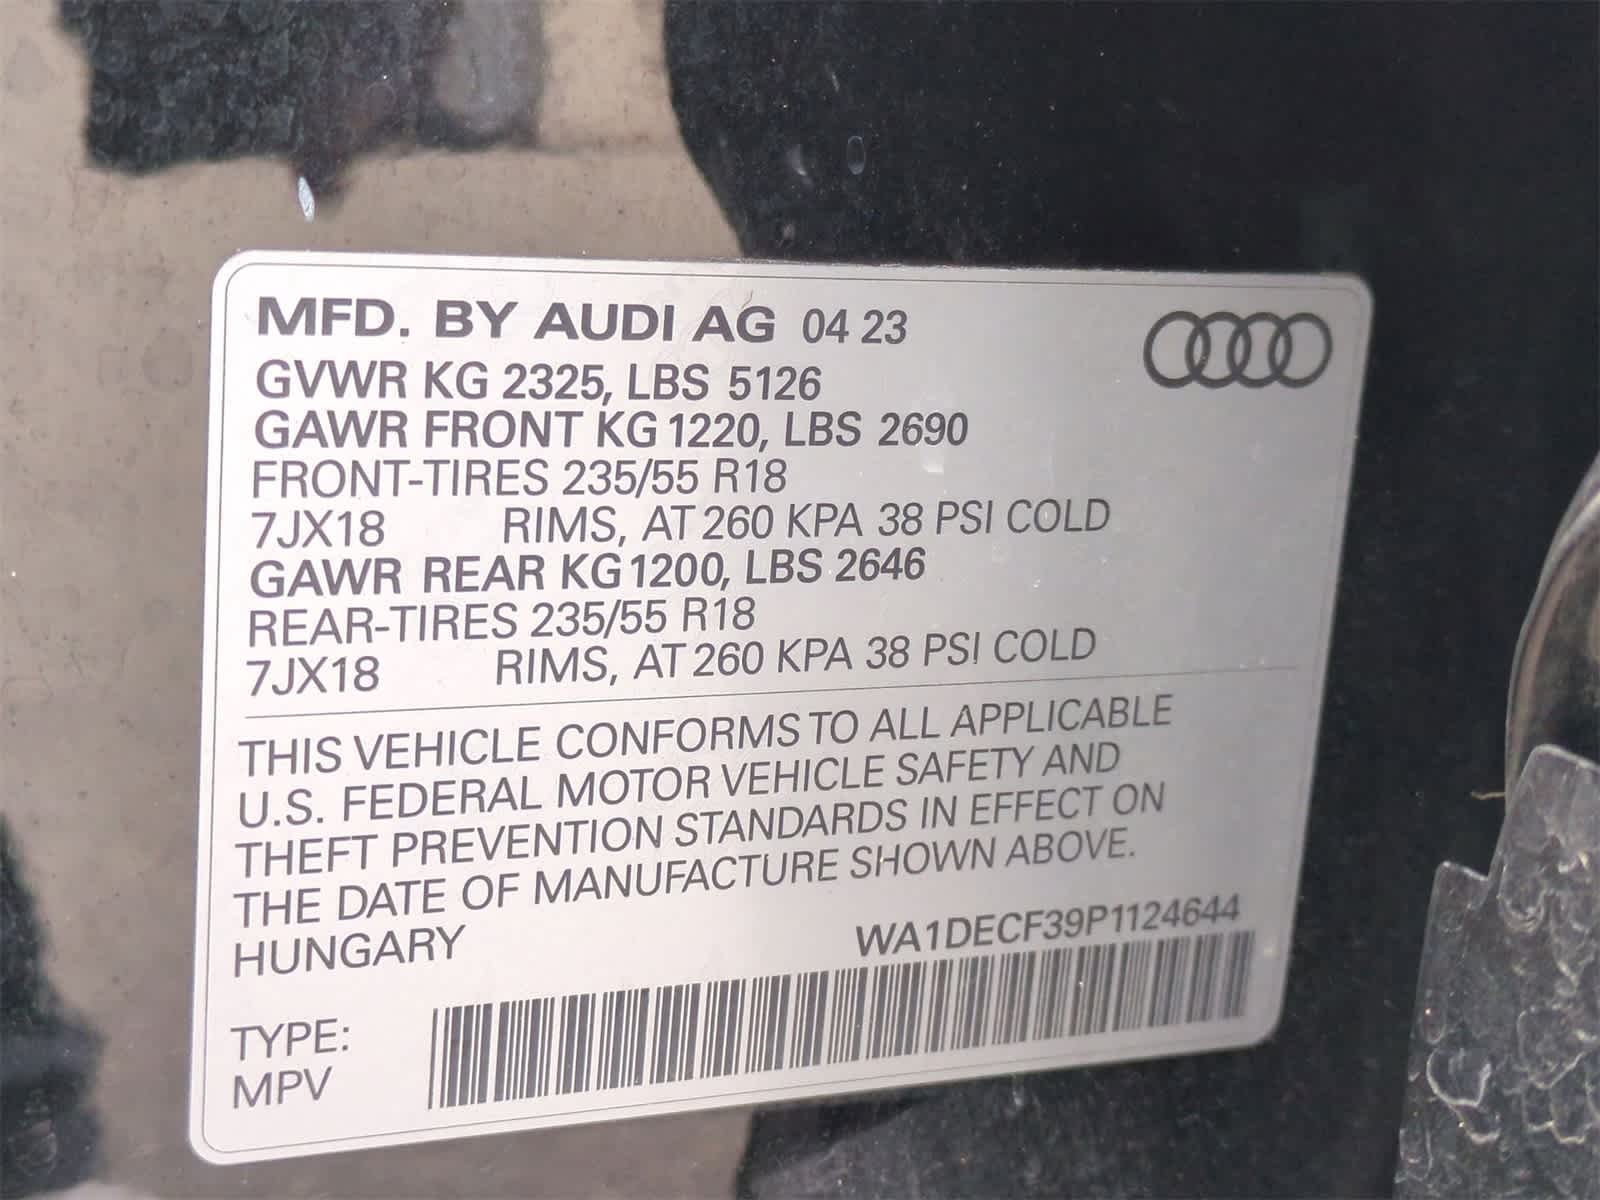 MFD. BY AUDI AG 04 23
GVWR KG 2325, LBS 5126
GAWR FRONT KG 1220, LBS 2690
FRONT-TIRES 235/55 R18
7JX18 RIMS, AT 260 KPA 38 PSI COLD
GAWR REAR KG 1200, LBS 2646
REAR-TIRES 235/55 R18
7JX18 RIMS, AT 260 KPA 38 PSI COLD
THIS VEHICLE CONFORMS TO ALL APPLICABLE
U.S. FEDERAL MOTOR VEHICLE SAFETY AND
THEFT PREVENTION STANDARDS IN EFFECT ON
THE DATE OF MANUFACTURE SHOWN ABOVE.
HUNGARY WA1DECF39P1124644
TYPE:
MPV